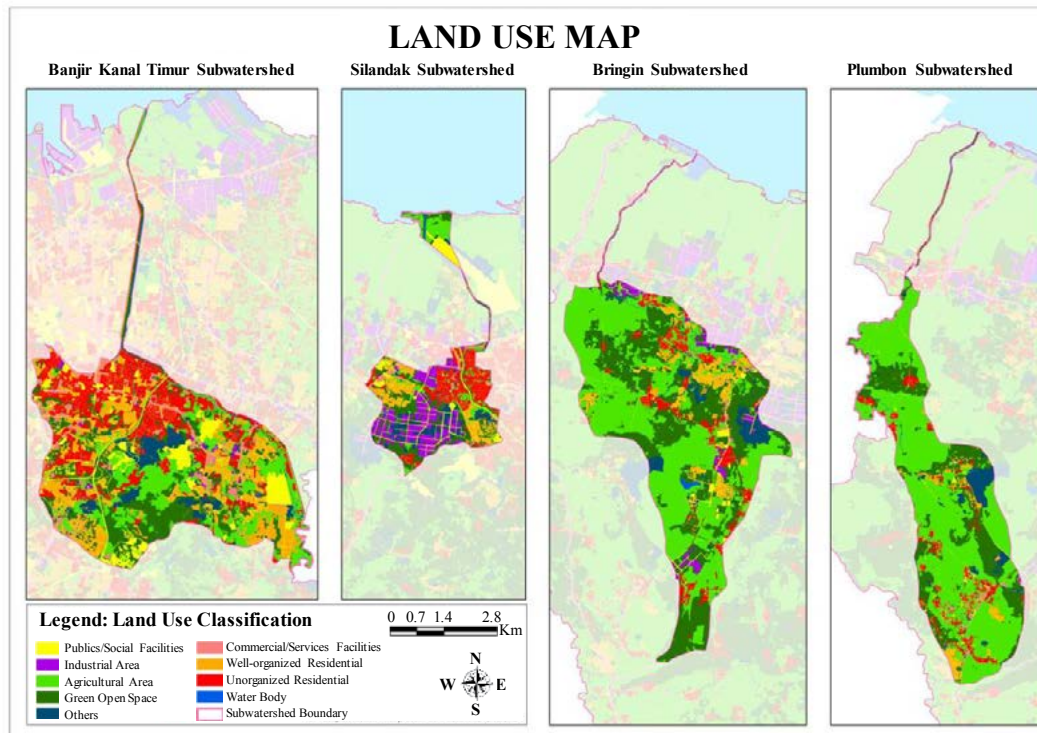 LAND USE MAP
Banjir Kanal Timur Subwatershed
Silandak Subwatershed
Bringin Subwatershed
Plumbon Subwatershed
Legend: Land Use Classification
Publics/Social Facilities
Industrial Area
Agricultural Area
Green Open Space
Others
Commercial/Services Facilities
Well-organized Residential
Unorganized Residential
Water Body
Subwatershed Boundary
0 0.7 1.4 2.8
Km
N
W E
S